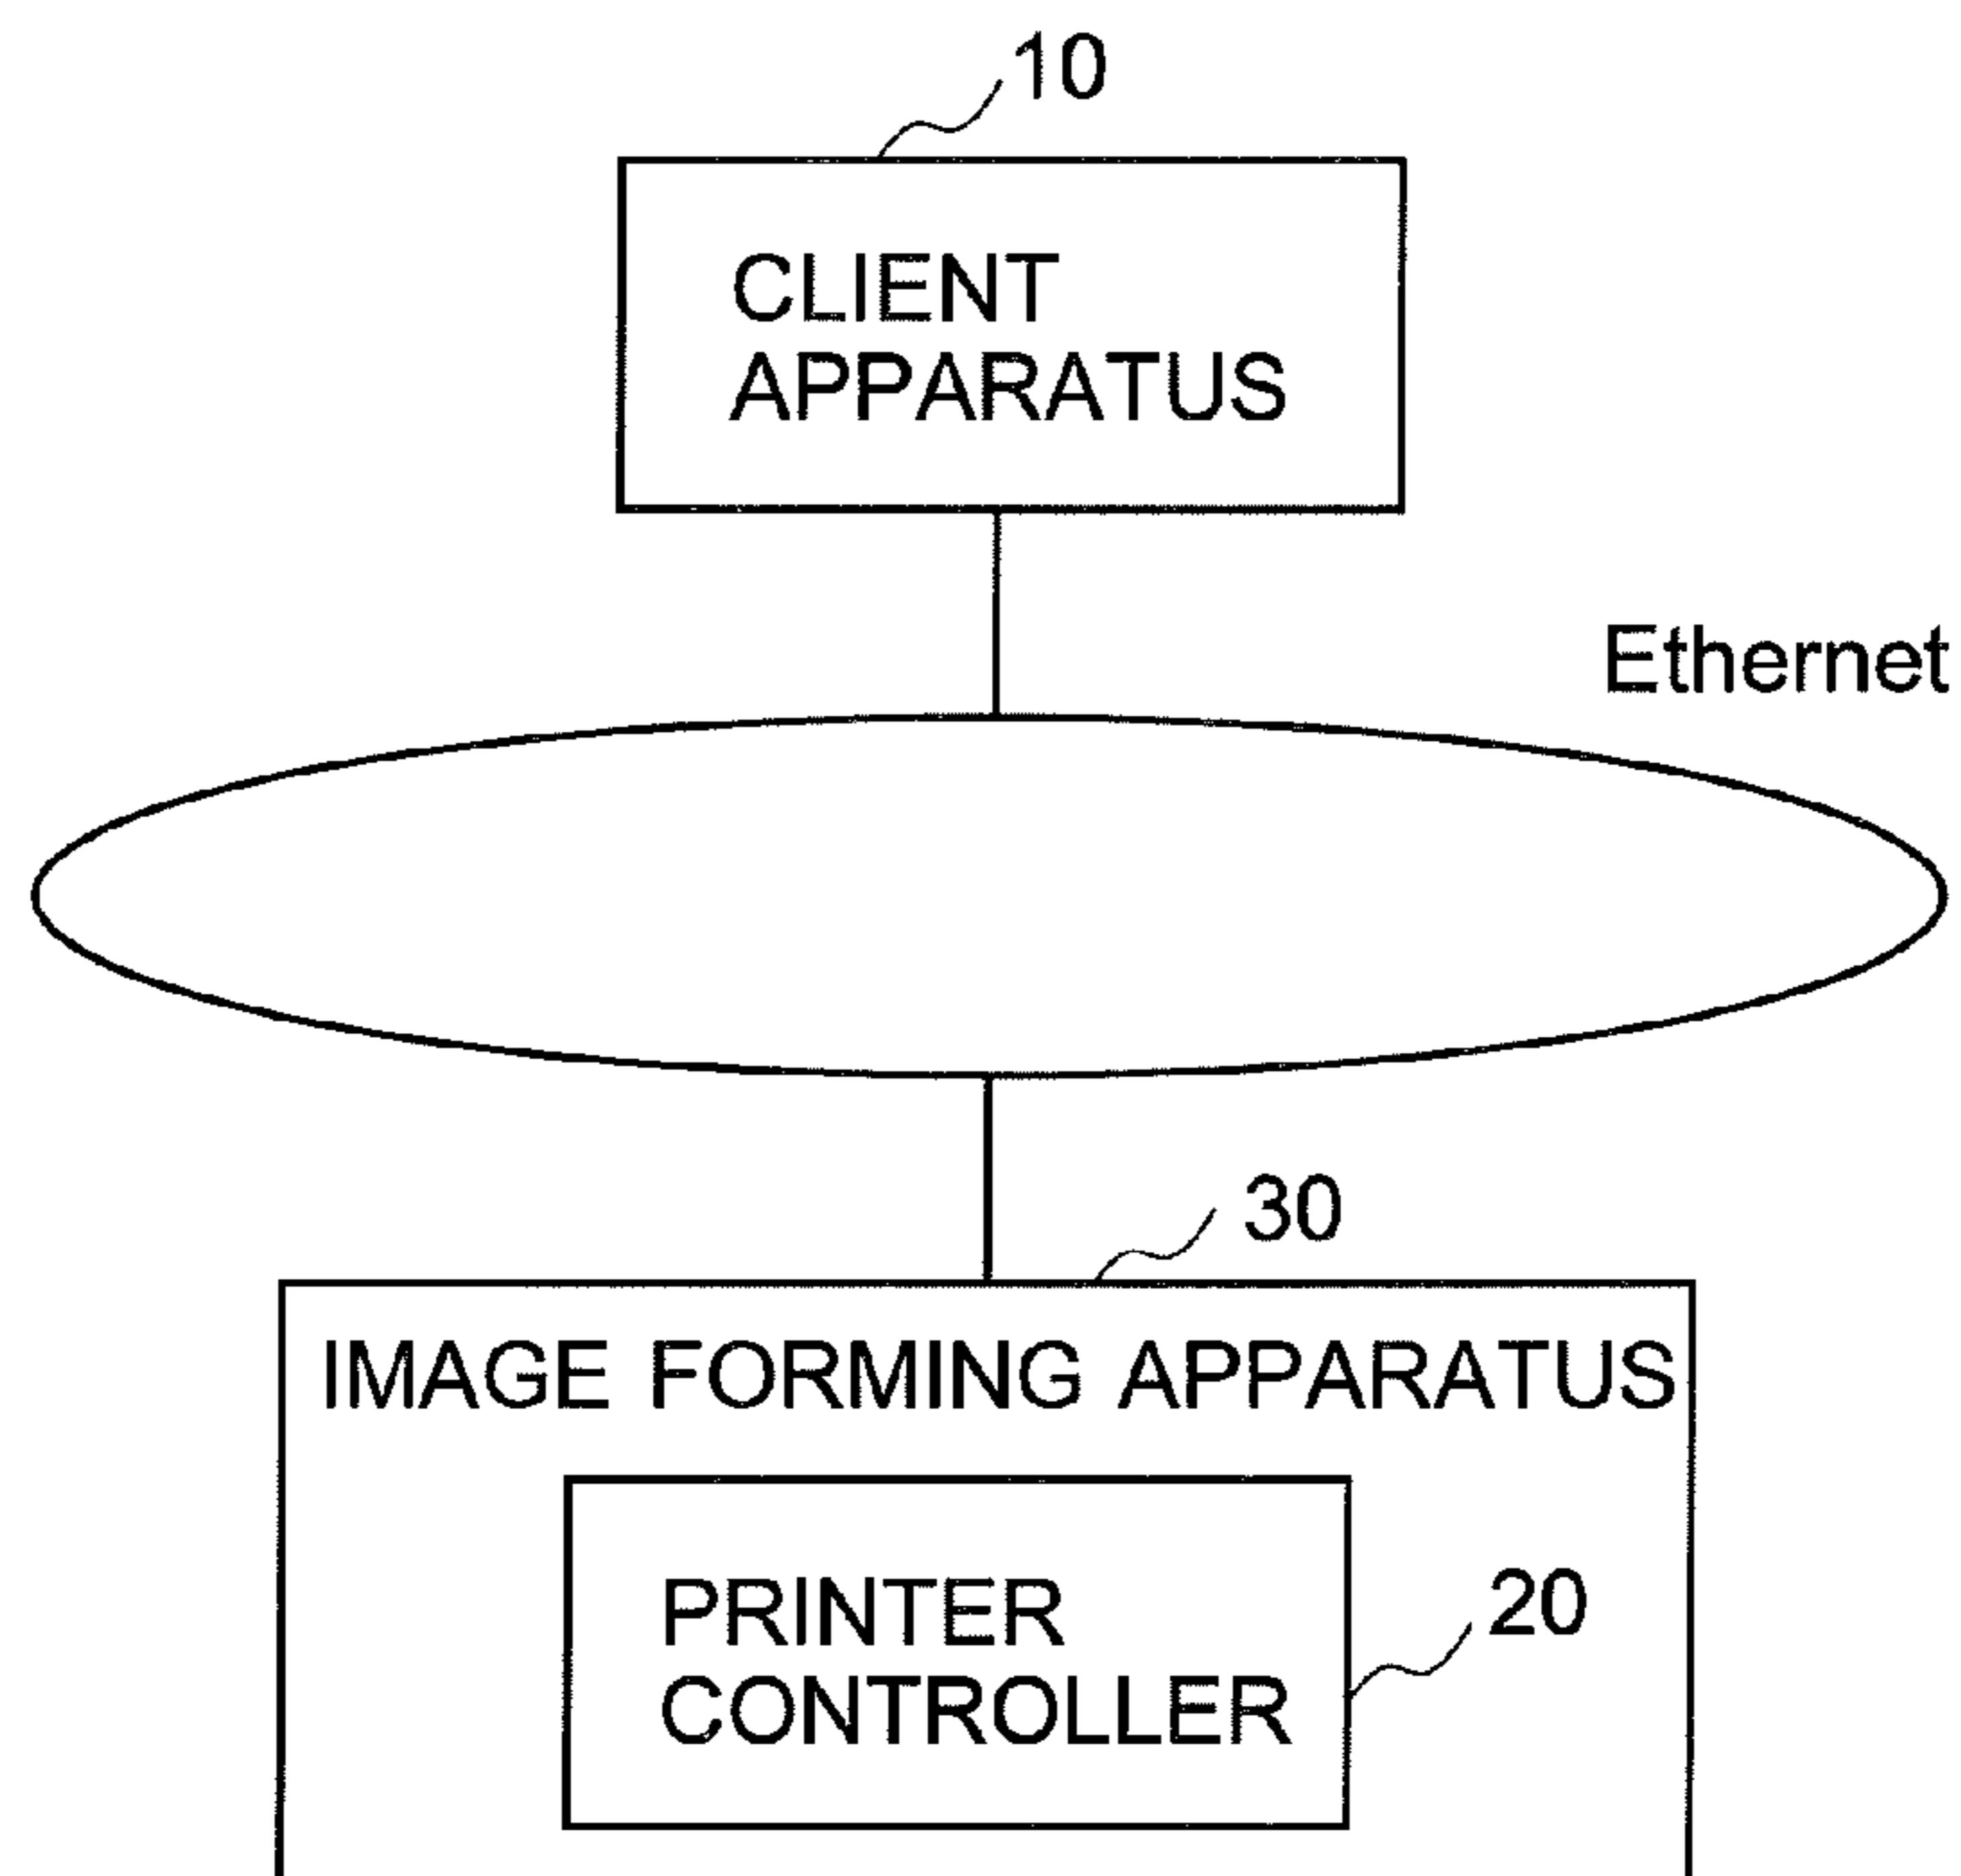 10
CLIENT
APPARATUS
Ethernet
30
IMAGE FORMING APPARATUS
PRINTER
CONTROLLER
20